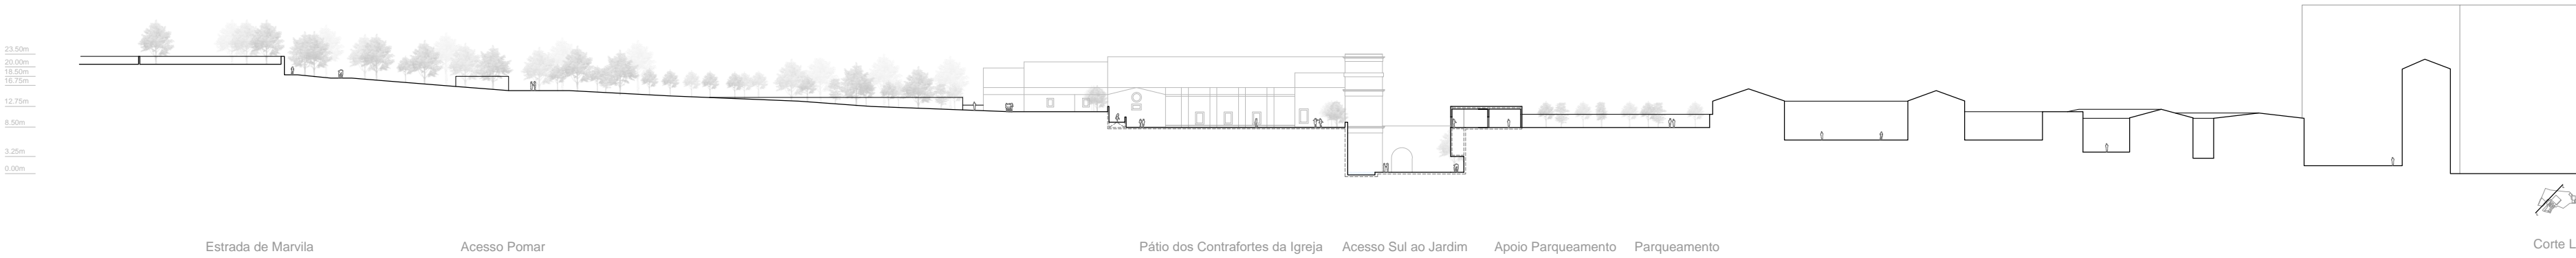 23.50m
20.00m
18.50m
16.75m
12.75m
8.50m
3.25m
0.00m
Estrada de Marvila Acesso Pomar Pátio dos Contrafortes da Igreja Acesso Sul ao Jardim Apoio Parqueamento Parqueamento Corte L